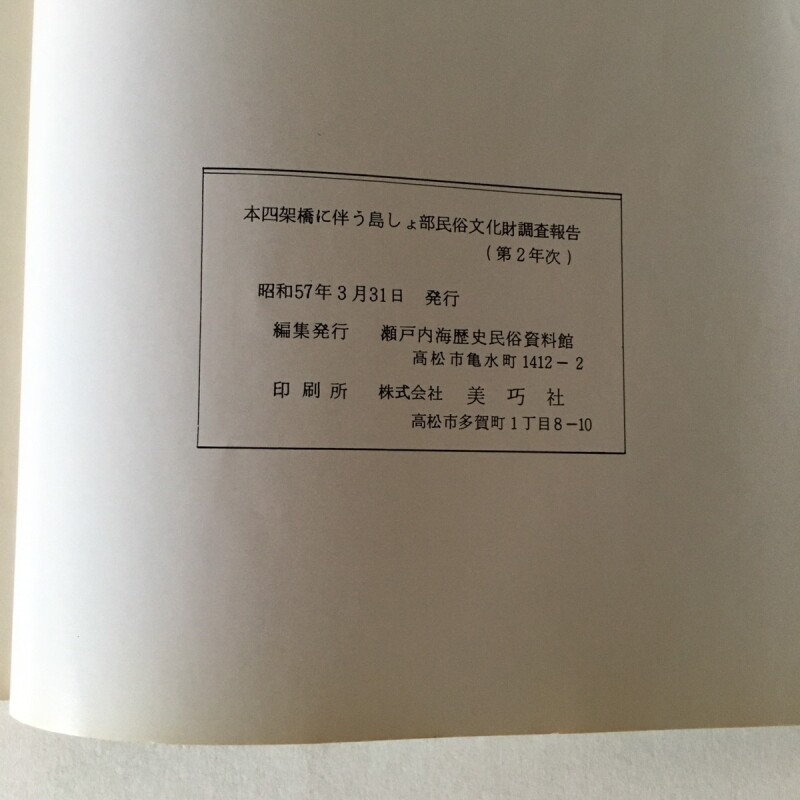 本四架橋に伴う島しょ部民俗文化財調査報告
（第2年次）
昭和57年3月31日 発行
編集発行 瀬戸内海歴史民俗資料館
高松市亀水町1412－2
印刷所 株式会社 美巧社
高松市多賀町1丁目8－10